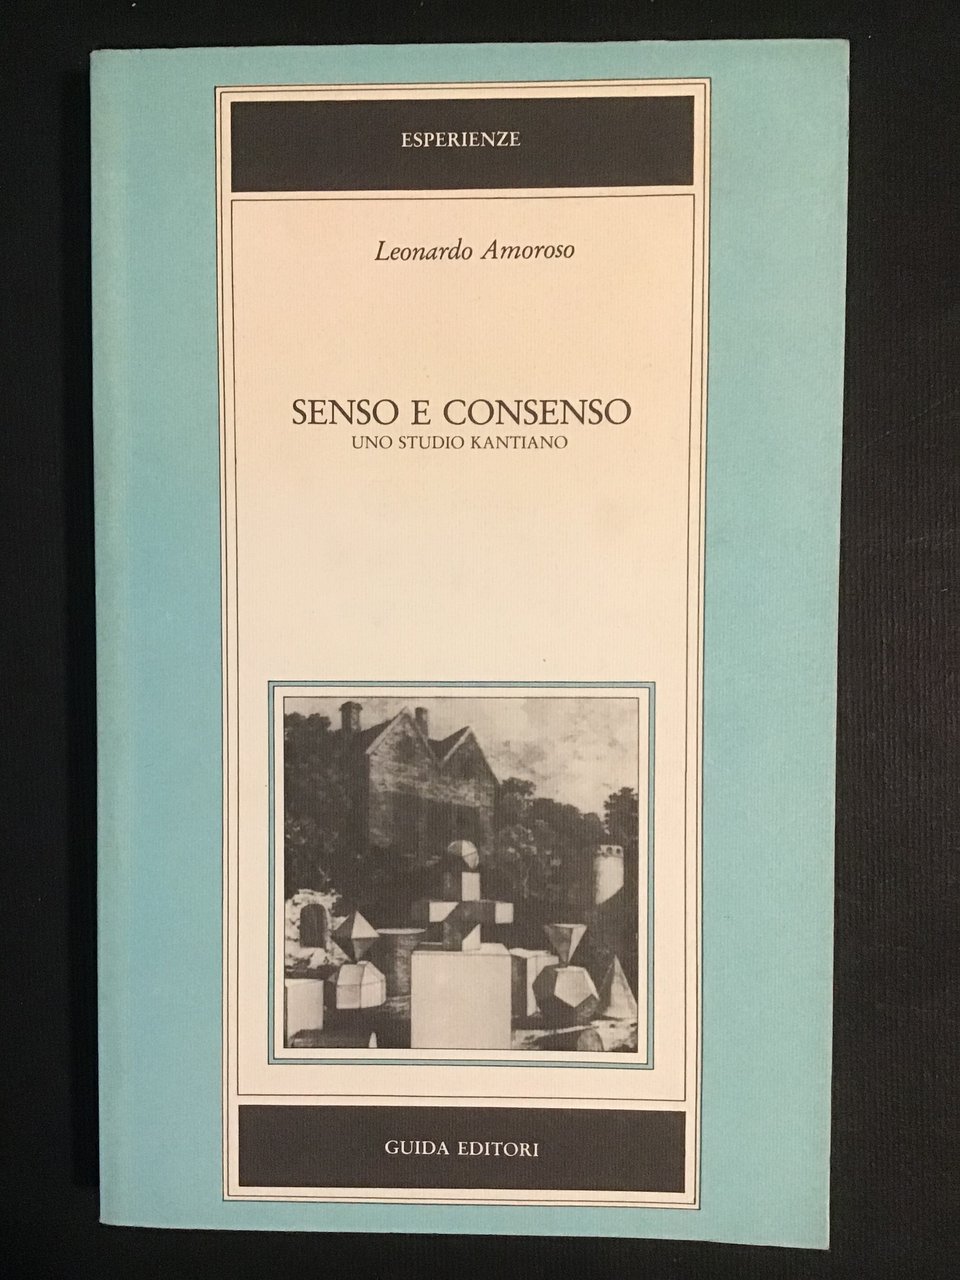 ESPERIENZE
Leonardo Amoroso
SENSO E CONSENSO
UNO STUDIO KANTIANO
GUIDA EDITORI